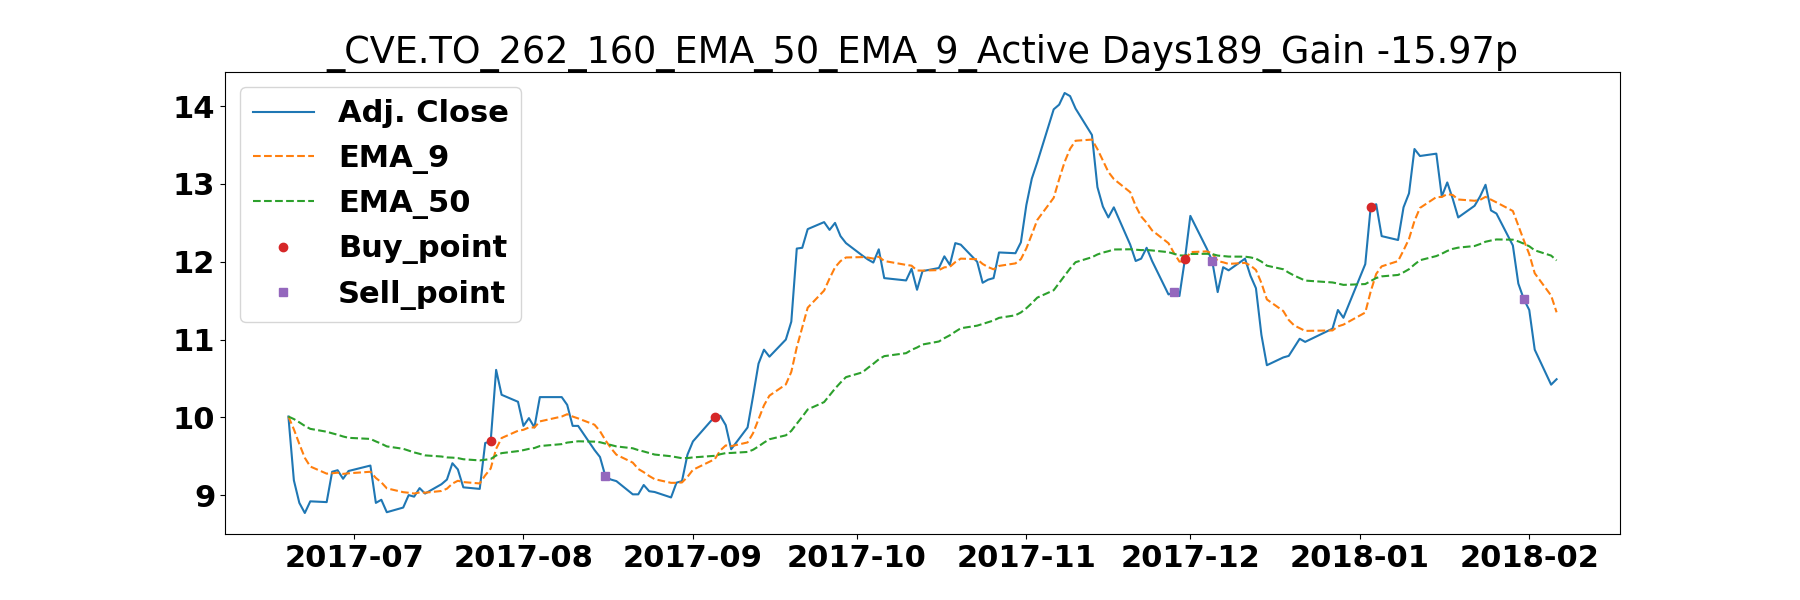 _CVE.TO_262_160_EMA_50_EMA_9_Active Days189_Gain -15.97p
14
13
12
11
10
9
Adj. Close
EMA_9
EMA_50
Buy_point
Sell_point
2017-07 2017-08 2017-09 2017-10 2017-11 2017-12 2018-01 2018-02